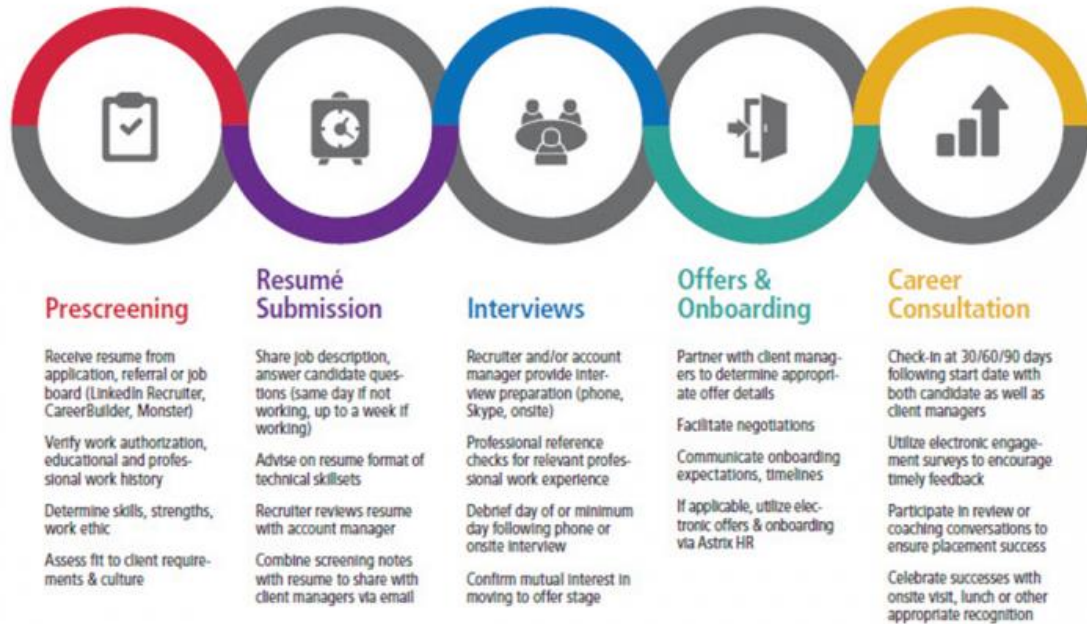 Prescreening
Receive resume from
application, referral or job
board (LinkedIn Recruiter,
CareerBuilder, Monster)
Verify work authorization,
educational and profes-
sional work history
Determine skills, strengths,
work ethic
Assess fit to client require-
ments & culture
Resumé
Submission
Share job description,
answer candidate ques-
tions (same day if not
working, up to a week if
working)
Advise on resume format of
technical skillsets
Recruiter reviews resume
with account manager
Combine screening notes
with resume to share with
client managers via email
Interviews
Recruiter and/or account
manager provide inter-
view preparation (phone,
Skype, onsite)
Professional reference
checks for relevant profes-
sional work experience
Debrief day of or minimum
day following phone or
onsite interview
Confirm mutual interest in
moving to offer stage
Offers &
Onboarding
Partner with client manag-
ers to determine appropri-
ate offer details
Facilitate negotiations
Communicate onboarding
expectations, timelines
If applicable, utilize elec-
tronic offers & onboarding
via Astrix HR
Career
Consultation
Check-in at 30/60/90 days
following start date with
both candidate as well as
client managers
Utilize electronic engage-
ment surveys to encourage
timely feedback
Participate in review or
coaching conversations to
ensure placement success
Celebrate successes with
onsite visit, lunch or other
appropriate recognition